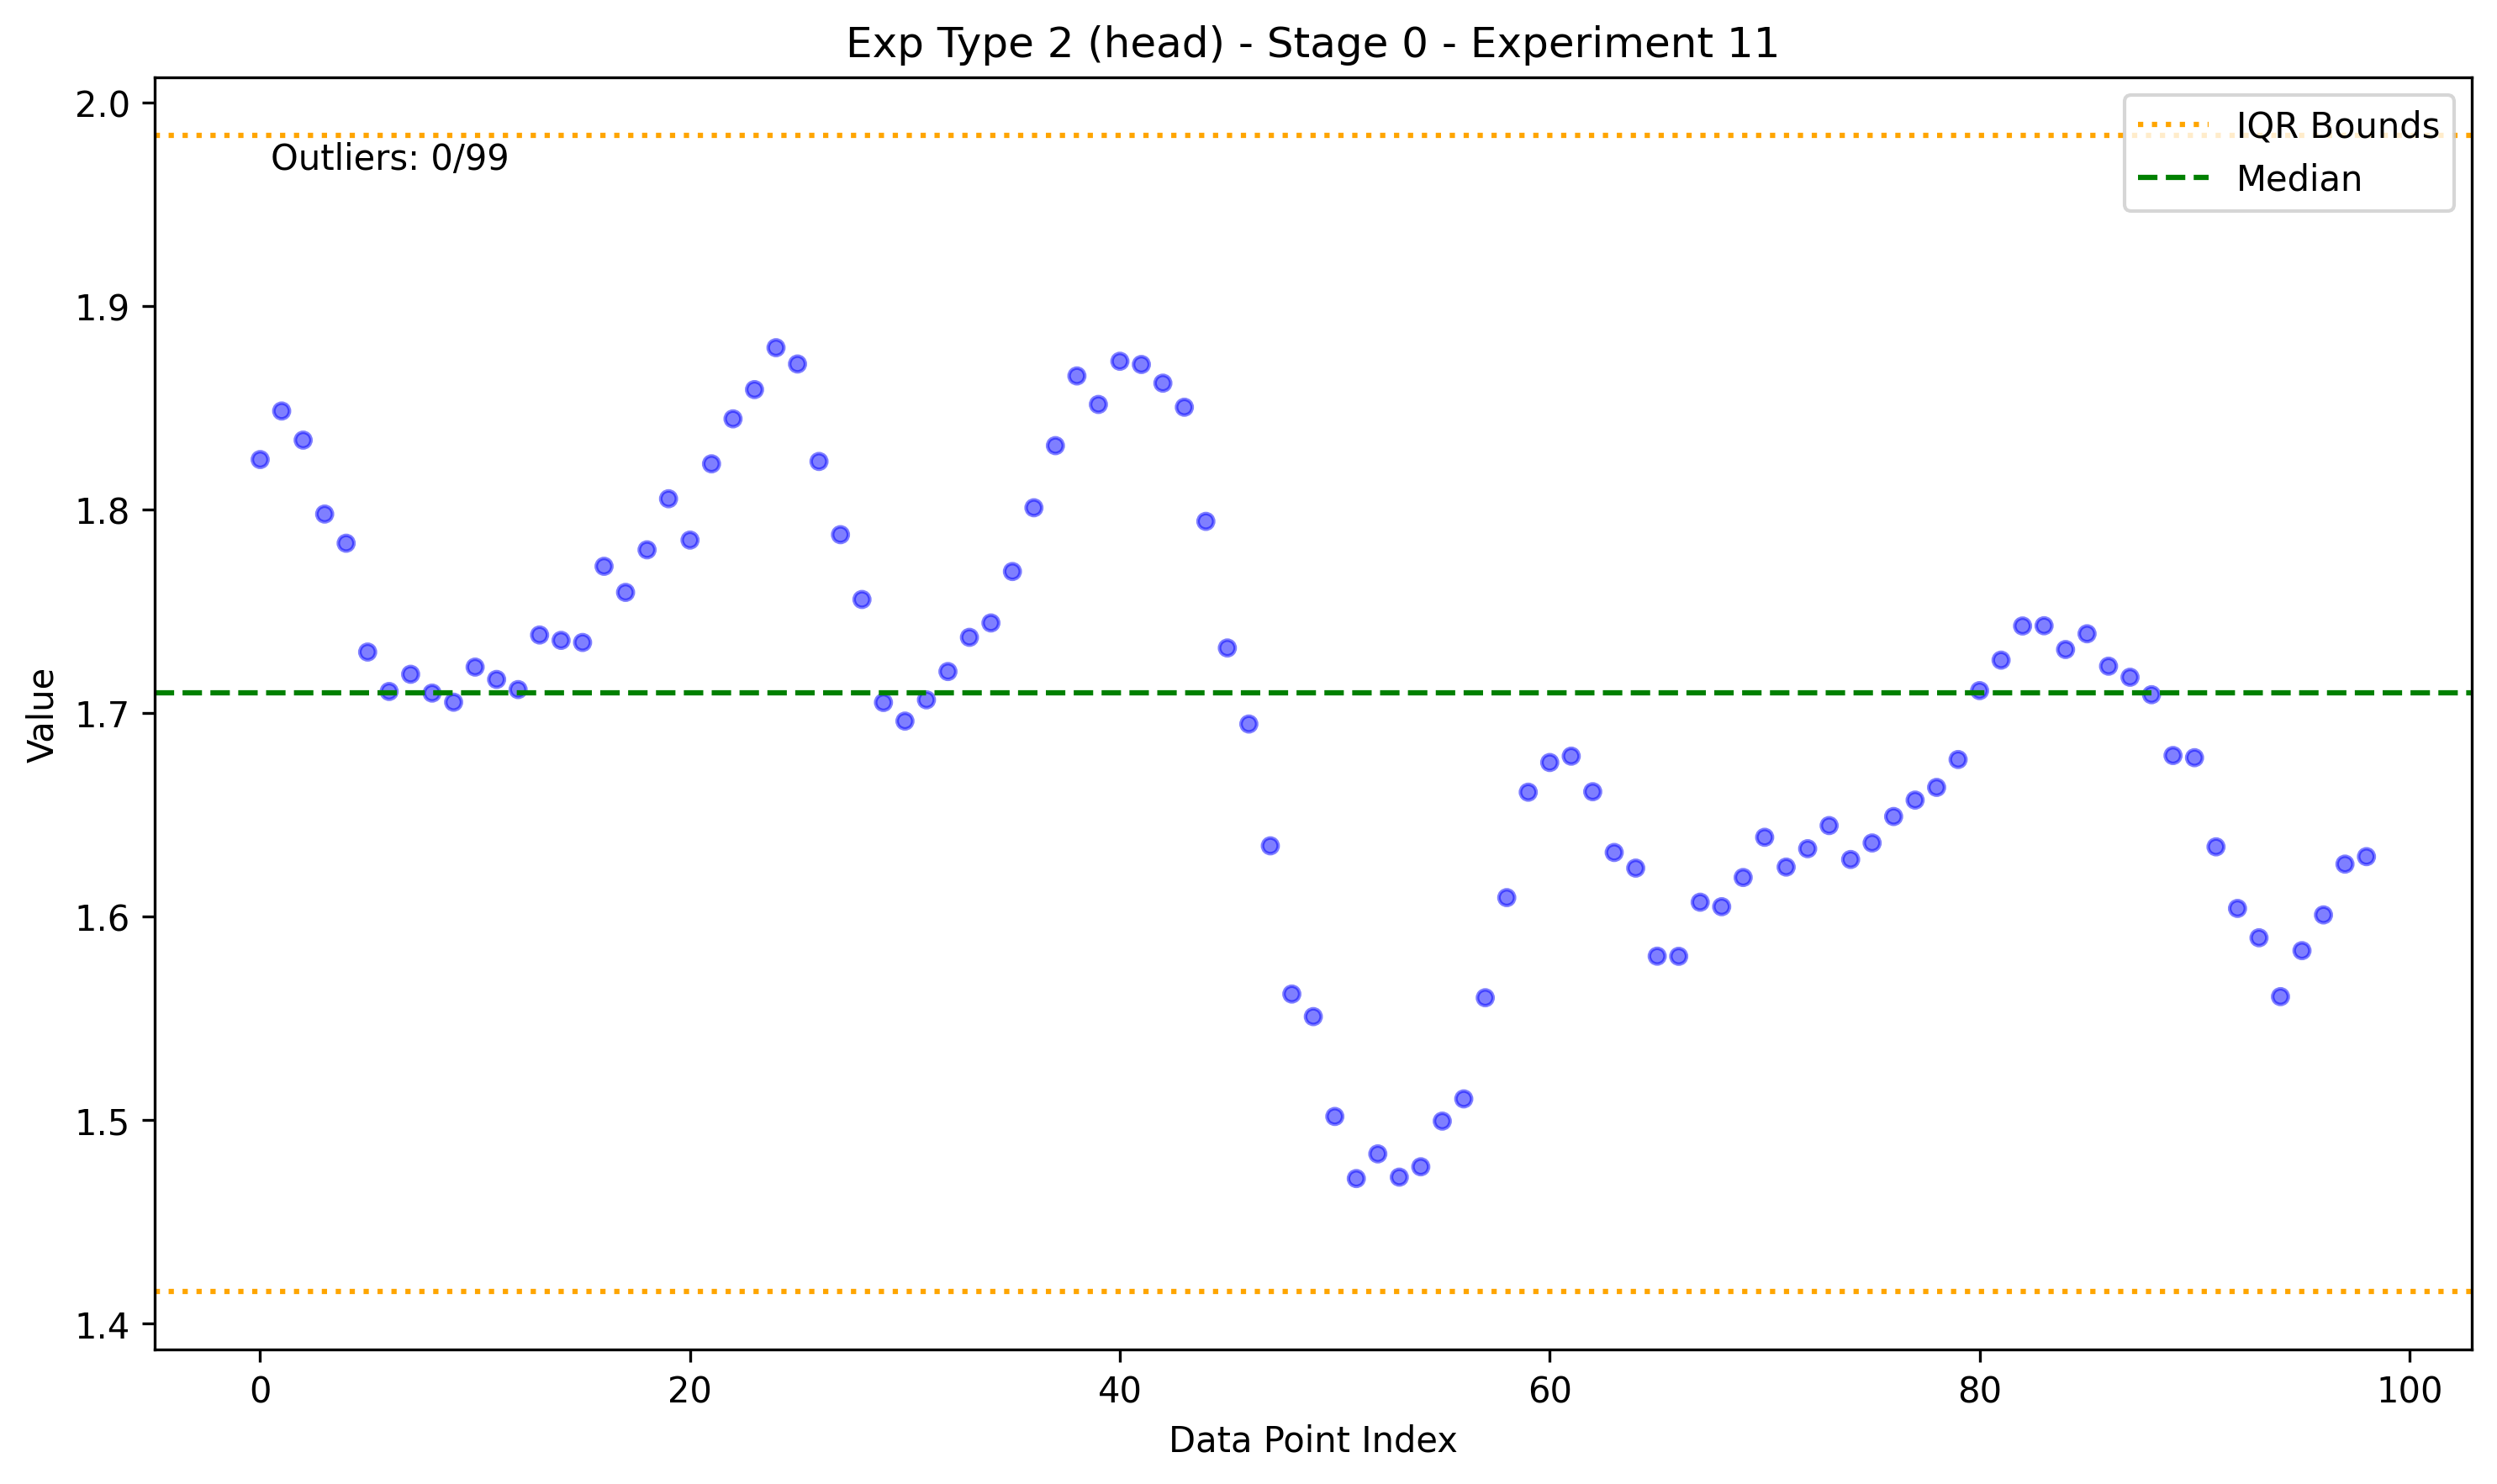 Exp Type 2 (head) - Stage 0 - Experiment 11
2.0
1.9
1.8
1.7
1.6
1.5
1.4
Value
Outliers: 0/99
IQR Bounds
Median
0
20
40
60
80
100
Data Point Index